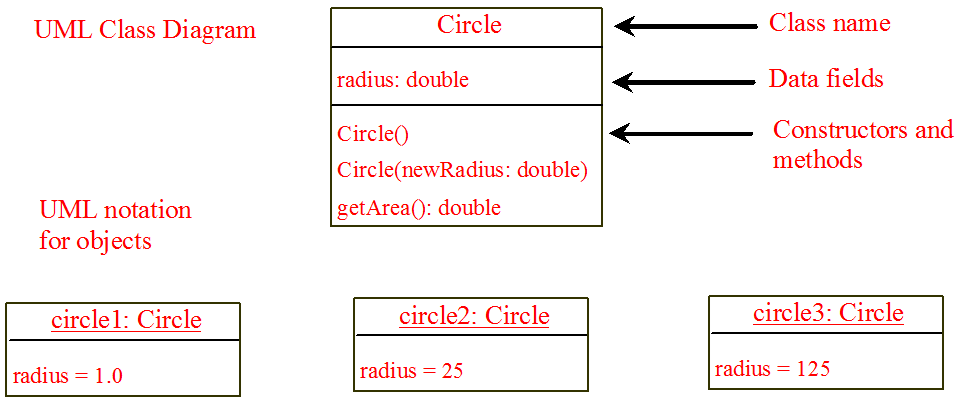 UML Class Diagram
Circle
Class name
radius: double
Data fields
Circle()
Constructors and
methods
Circle(newRadius: double)
getArea(): double
UML notation
for objects
circle1: Circle
radius = 1.0
circle2: Circle
radius = 25
circle3: Circle
radius = 125